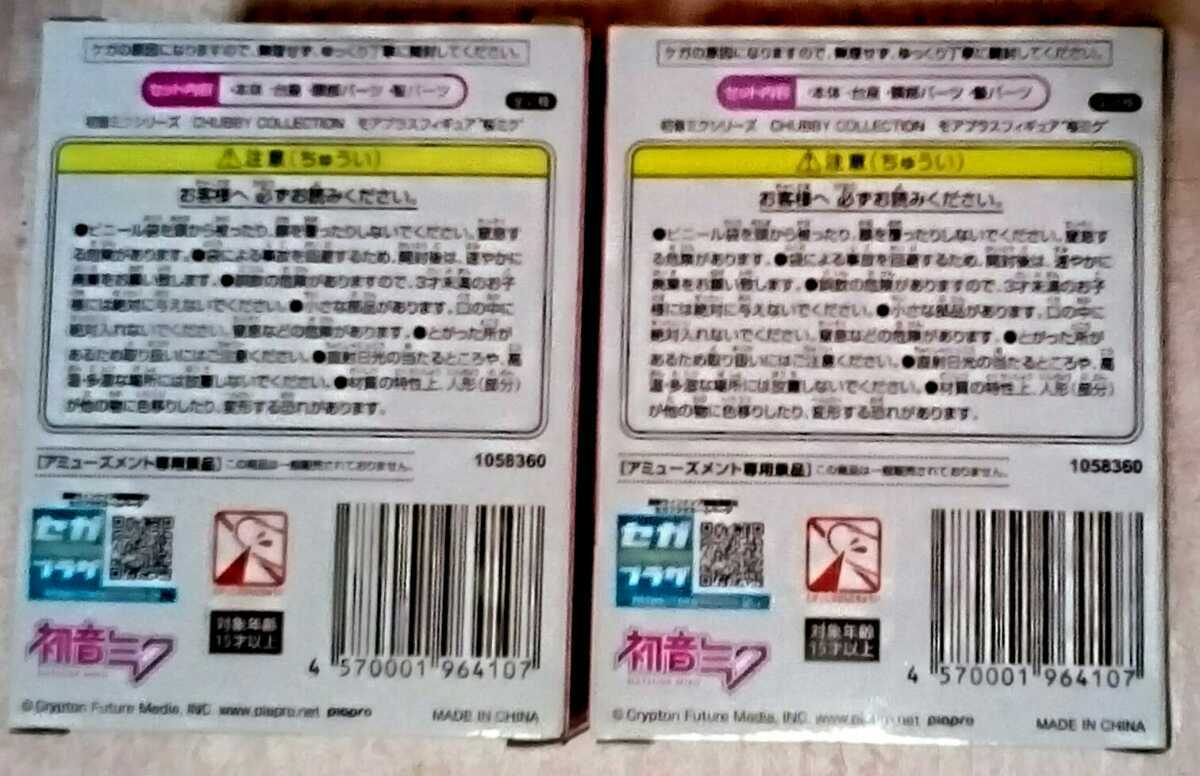 ケガの原因になりますので、無理せず、ゆっくり丁寧に開封してください。
セット内容 ・本体 ・台座 ・腰部パーツ ・髪パーツ
初音ミクシリーズ CHUBBY COLLECTION モアプラスフィギュア“桜ミク”
⚠注意(ちゅうい)
お客様へ 必ずお読みください。
●ビニール袋を頭から被ったり、顔を覆ったりしないでください。窒息す
る危険があります。●袋による事故を回避するため、開封後は、速やかに
廃棄をお願い致します。●誤飲の危険がありますので、3才未満のお子
様には絶対に与えないでください。●小さな部品があります。口の中に
絶対入れないでください。窒息などの危険があります。●とがった所が
あるため取り扱いにはご注意ください。●直射日光の当たるところや、高
温・多湿な場所には放置しないでください。●材質の特性上、人形(部分)
が他の物に色移りしたり、変形する恐れがあります。
[アミューズメント専用景品] この商品は一般販売されておりません。
1058360
セガ
プラザ
対象年齢
15才以上
初音ミク
HATSUNE MIKU
4 570001 964107
© Crypton Future Media, INC. www.piapro.net piapro
MADE IN CHINA
ケガの原因になりますので、無理せず、ゆっくり丁寧に開封してください。
セット内容 ・本体 ・台座 ・腰部パーツ ・髪パーツ
初音ミクシリーズ CHUBBY COLLECTION モアプラスフィギュア“桜ミク”
⚠注意(ちゅうい)
お客様へ 必ずお読みください。
●ビニール袋を頭から被ったり、顔を覆ったりしないでください。窒息す
る危険があります。●袋による事故を回避するため、開封後は、速やかに
廃棄をお願い致します。●誤飲の危険がありますので、3才未満のお子
様には絶対に与えないでください。●小さな部品があります。口の中に
絶対入れないでください。窒息などの危険があります。●とがった所が
あるため取り扱いにはご注意ください。●直射日光の当たるところや、高
温・多湿な場所には放置しないでください。●材質の特性上、人形(部分)
が他の物に色移りしたり、変形する恐れがあります。
[アミューズメント専用景品] この商品は一般販売されておりません。
1058360
セガ
プラザ
対象年齢
15才以上
初音ミク
HATSUNE MIKU
4 570001 964107
© Crypton Future Media, INC. www.piapro.net piapro
MADE IN CHINA